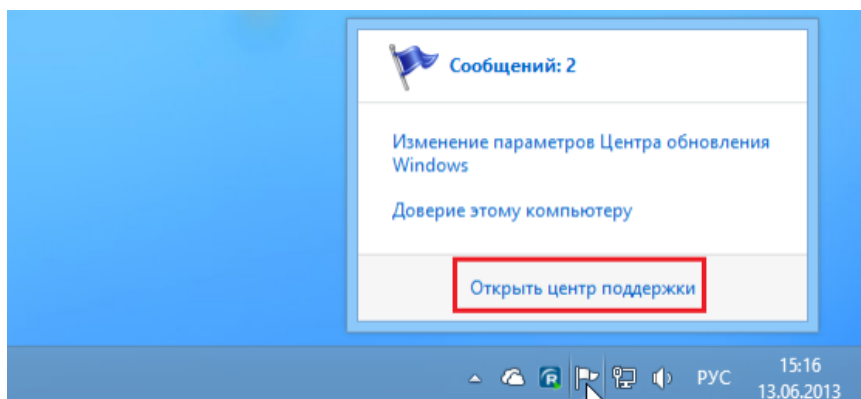 Сообщений: 2
Изменение параметров Центра обновления
Windows
Доверие этому компьютеру
Открыть центр поддержки
РУС
15:16
13.06.2013